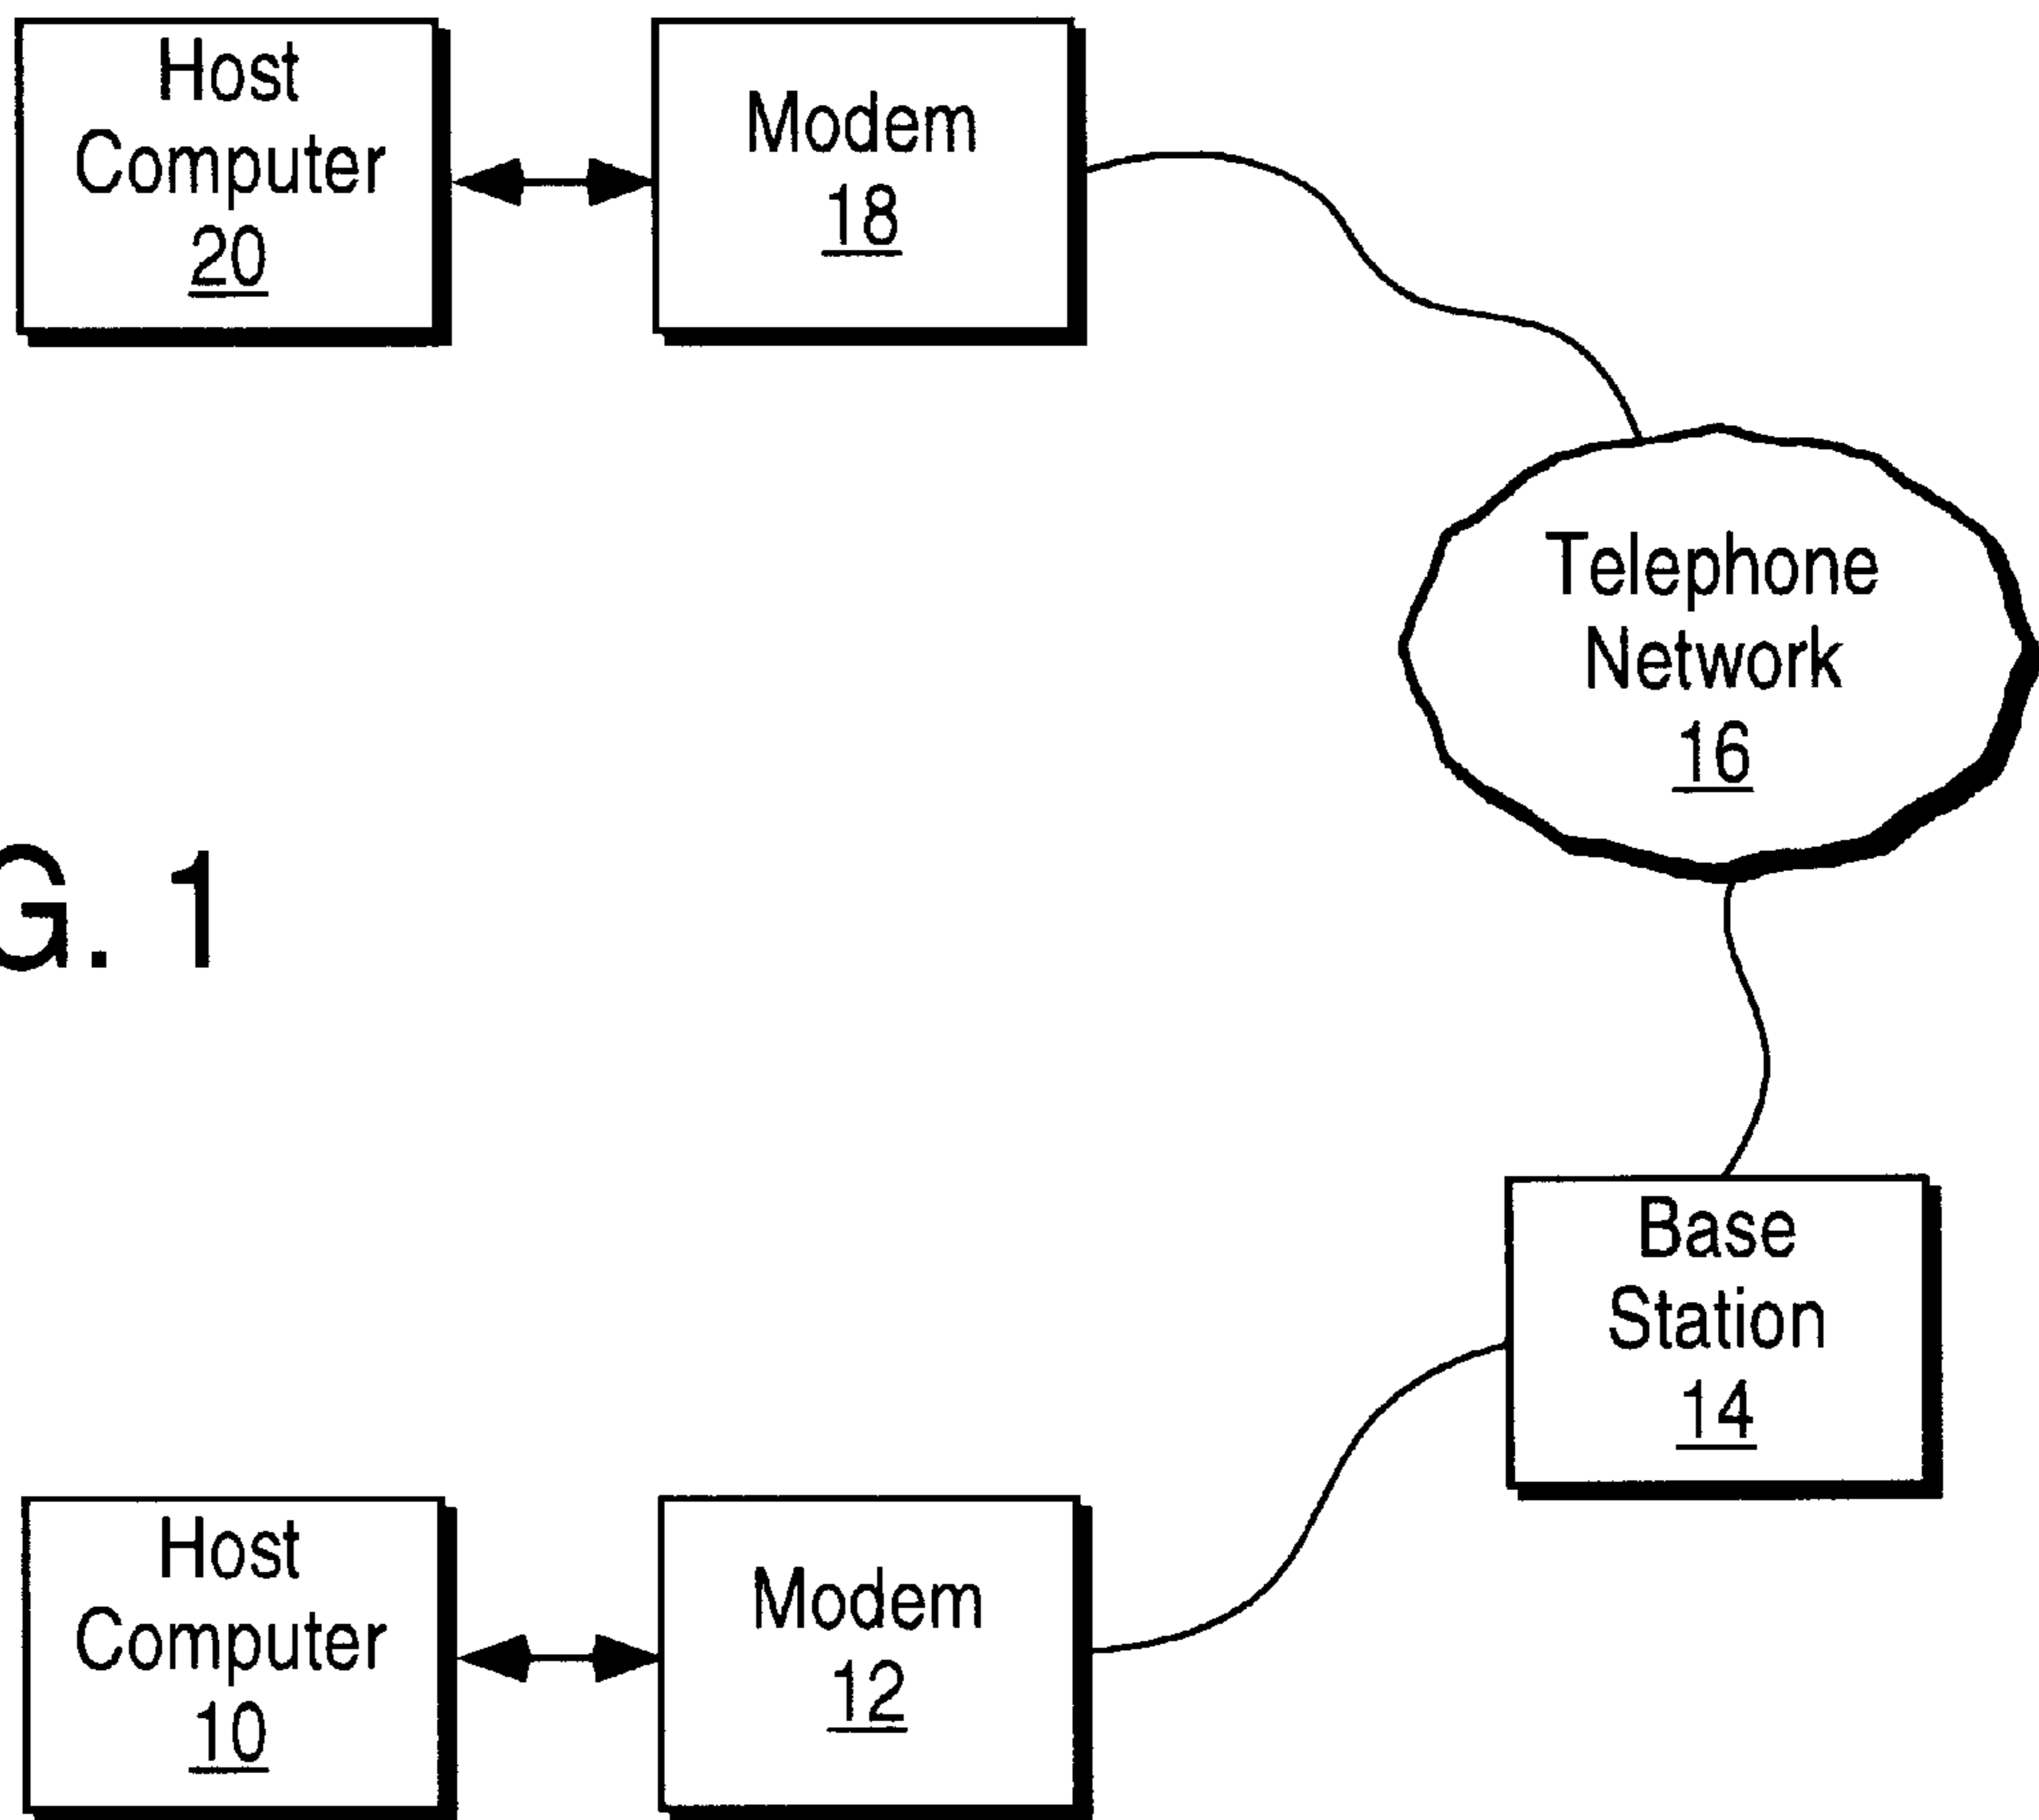 Host
Computer
20
Modem
18
Telephone
Network
16
G. 1
Base
Station
14
Host
Computer
10
Modem
12